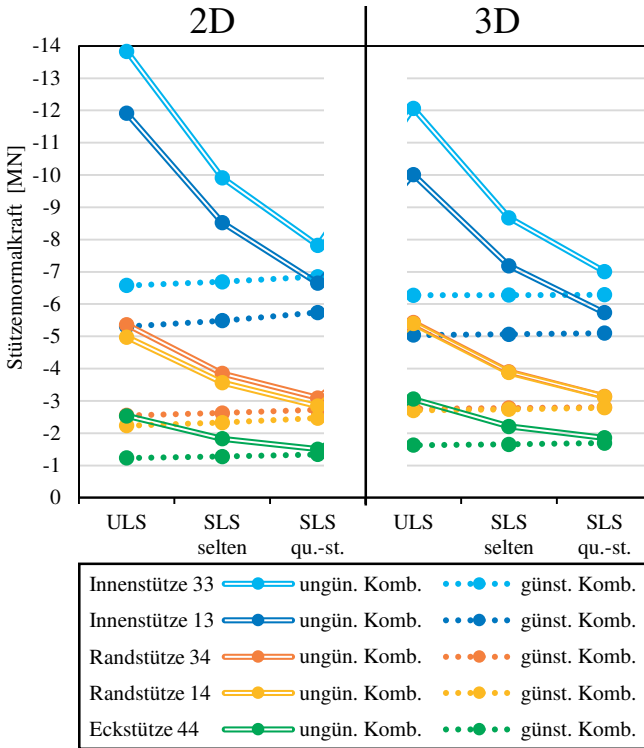 2D 3D
Stützennormalkraft [MN]
-14
-13
-12
-11
-10
-9
-8
-7
-6
-5
-4
-3
-2
-1
0
ULS SLS SLS ULS SLS SLS
selten qu.-st. selten qu.-st.
Innenstütze 33 ungün. Komb. günst. Komb.
Innenstütze 13 ungün. Komb. günst. Komb.
Randstütze 34 ungün. Komb. günst. Komb.
Randstütze 14 ungün. Komb. günst. Komb.
Eckstütze 44 ungün. Komb. günst. Komb.